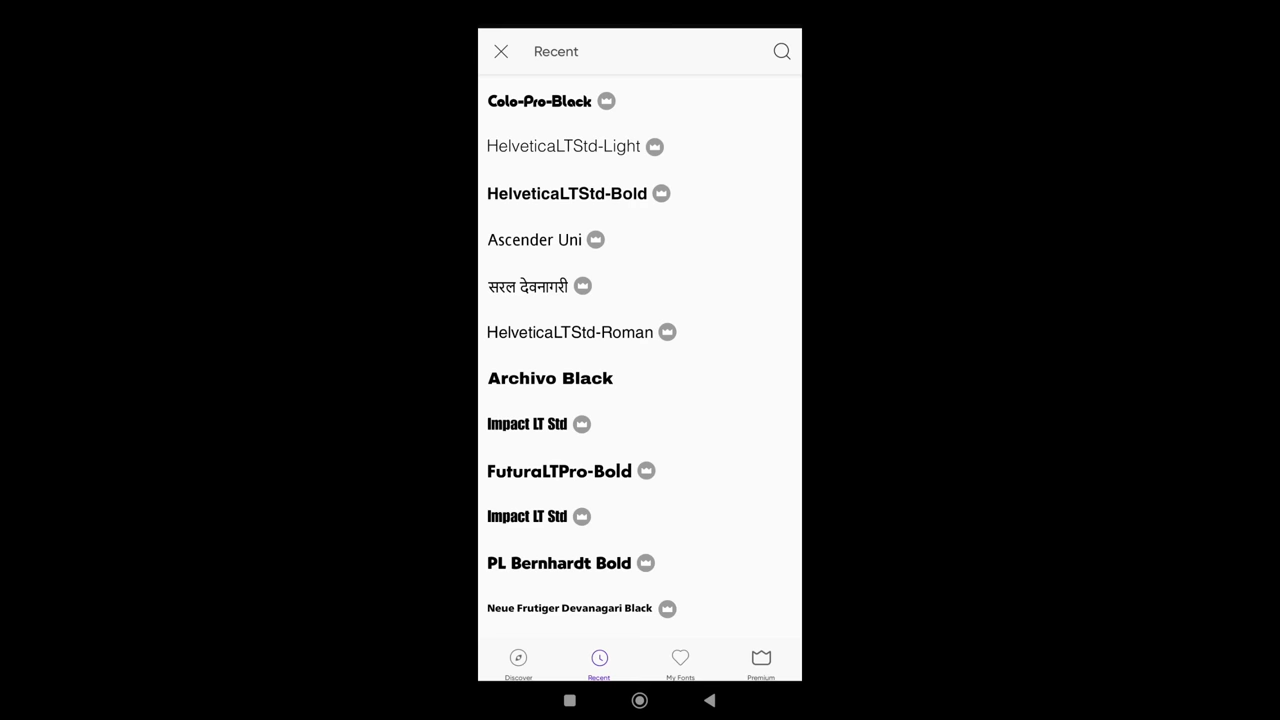 Recent
Colo-Pro-Black
HelveticaLTStd-Light
HelveticaLTStd-Bold
Ascender Uni
सरल देवनागरी
HelveticaLTStd-Roman
Archivo Black
Impact LT Std
FuturaLTPro-Bold
Impact LT Std
PL Bernhardt Bold
Neue Frutiger Devanagari Black
Discover Recent My Fonts Premium